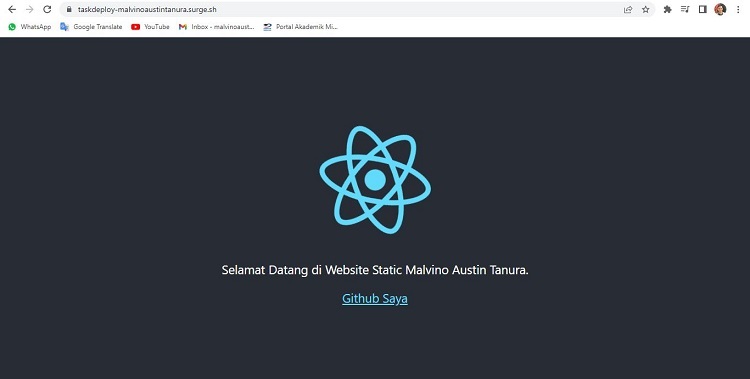 taskdeploy-malvinoaustintanura.surge.sh
WhatsApp Google Translate YouTube Inbox - malvinoaust... Portal Akademik Mi...
Selamat Datang di Website Static Malvino Austin Tanura.
Github Saya